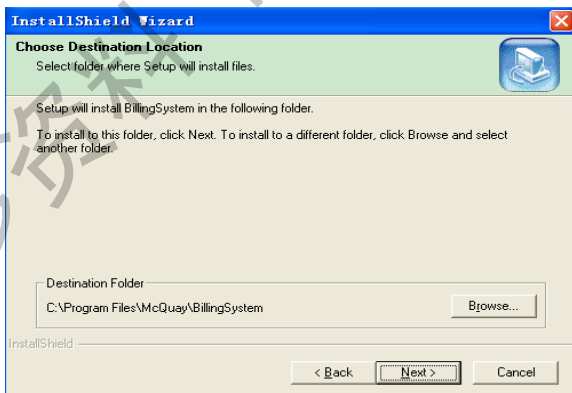 InstallShield Wizard
Choose Destination Location
Select folder where Setup will install files.
Setup will install BillingSystem in the following folder.
To install to this folder, click Next. To install to a different folder, click Browse and select
another folder.
Destination Folder
C:\Program Files\McQuay\BillingSystem
Browse...
InstallShield
< Back
Next >
Cancel
资料